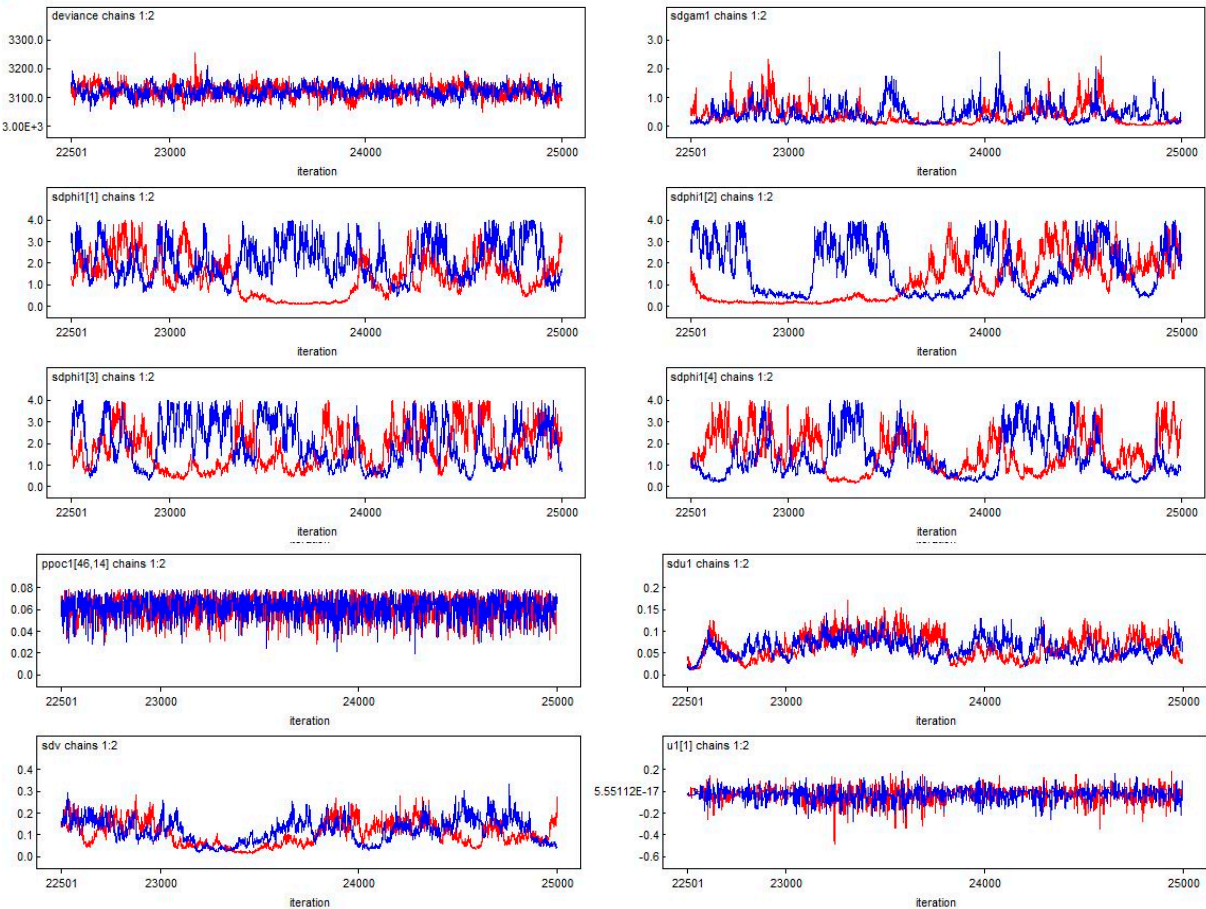 deviance chains 1:2
3300.0
3200.0
3100.0
3.00E+3
22501 23000 24000 25000
iteration
sdgam1 chains 1:2
3.0
2.0
1.0
0.0
22501 23000 24000 25000
iteration
sdphi1[1] chains 1:2
4.0
3.0
2.0
1.0
0.0
22501 23000 24000 25000
iteration
sdphi1[2] chains 1:2
4.0
3.0
2.0
1.0
0.0
22501 23000 24000 25000
iteration
sdphi1[3] chains 1:2
4.0
3.0
2.0
1.0
0.0
22501 23000 24000 25000
iteration
sdphi1[4] chains 1:2
4.0
3.0
2.0
1.0
0.0
22501 23000 24000 25000
iteration
ppoc1[46,14] chains 1:2
0.08
0.06
0.04
0.02
0.0
22501 23000 24000 25000
iteration
sdu1 chains 1:2
0.2
0.15
0.1
0.05
0.0
22501 23000 24000 25000
iteration
sdv chains 1:2
0.4
0.3
0.2
0.1
0.0
22501 23000 24000 25000
iteration
u1[1] chains 1:2
0.2
5.55112E-17
-0.2
-0.4
-0.6
22501 23000 24000 25000
iteration